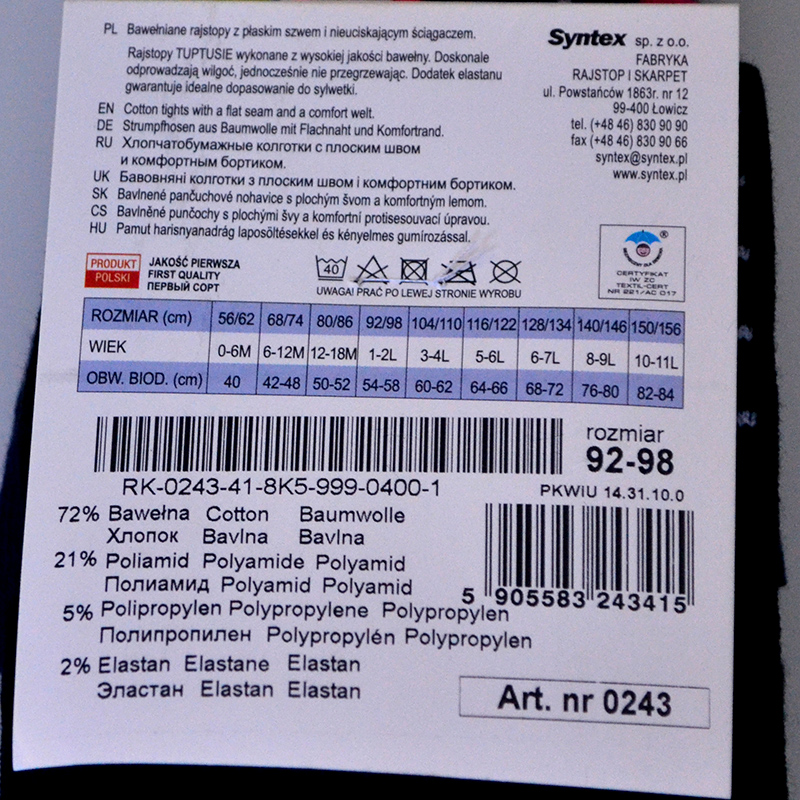 PL Bawełniane rajstopy z płaskim szwem i nieuciskającym ściągaczem.
Rajstopy TUPTUSIE wykonane z wysokiej jakości bawełny. Doskonale
odprowadzają wilgoć, jednocześnie nie przegrzewając. Dodatek elastanu
gwarantuje idealne dopasowanie do sylwetki.
EN Cotton tights with a flat seam and a comfort welt.
DE Strumpfhosen aus Baumwolle mit Flachnaht und Komfortrand.
RU Хлопчатобумажные колготки с плоским швом
и комфортным бортиком.
UK Бавовняні колготки з плоским швом і комфортним бортиком.
SK Bavlnené pančuchové nohavice s plochým švom a komfortným lemom.
CS Bavlněné punčochy s plochými švy a komfortní protisesouvací úpravou.
HU Pamut harisnyanadrág laposöltésekkel és kényelmes gumírozással.
Syntex sp. z o.o.
FABRYKA
RAJSTOP I SKARPET
ul. Powstańców 1863r. nr 12
99-400 Łowicz
tel. (+48 46) 830 90 90
fax (+48 46) 830 90 66
syntex@syntex.pl
www.syntex.pl
PRODUKT
POLSKI
JAKOŚĆ PIERWSZA
FIRST QUALITY
ПЕРВЫЙ СОРТ
40
UWAGA! PRAĆ PO LEWEJ STRONIE WYROBU
®
CERTYFIKAT
IW ZC
TEXTIL-CERT
NR 221/AC 017
ROZMIAR (cm) 56/62 68/74 80/86 92/98 104/110 116/122 128/134 140/146 150/156
WIEK 0-6M 6-12M 12-18M 1-2L 3-4L 5-6L 6-7L 8-9L 10-11L
OBW. BIOD. (cm) 40 42-48 50-52 54-58 60-62 64-66 68-72 76-80 82-84
rozmiar
92-98
RK-0243-41-8K5-999-0400-1
PKWIU 14.31.10.0
72% Bawełna Cotton Baumwolle
Хлопок Bavlna Bavlna
21% Poliamid Polyamide Polyamid
Полиамид Polyamid Polyamid
5% Polipropylen Polypropylene Polypropylen
Полипропилен Polypropylén Polypropylen
2% Elastan Elastane Elastan
Эластан Elastan Elastan
5 905583 243415
Art. nr 0243